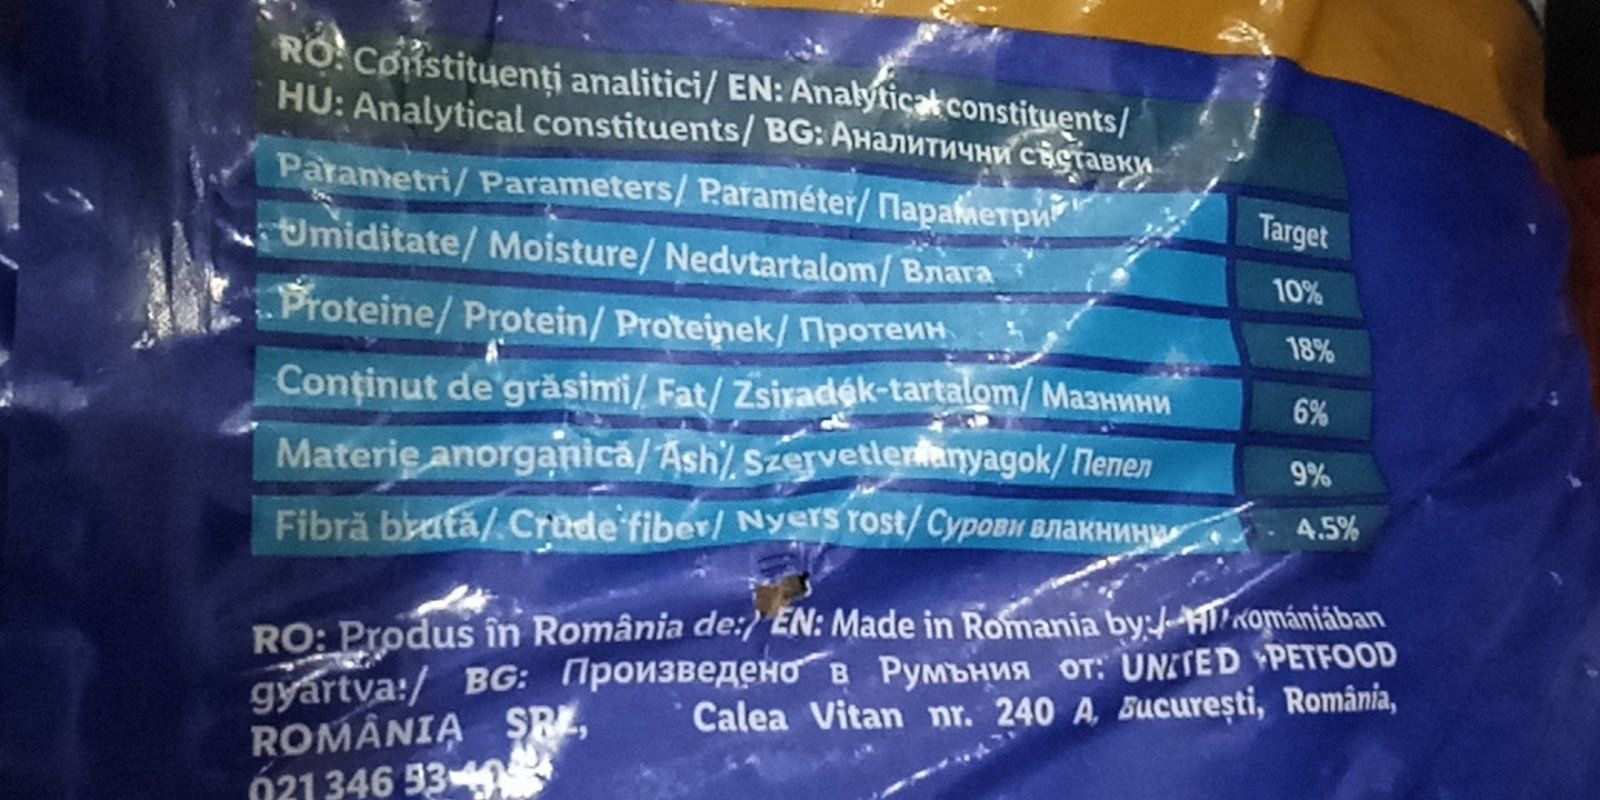 RO: Constituenți analitici/ EN: Analytical constituents/
HU: Analytical constituents/ BG: Аналитични съставки
Parametri/ Parameters/ Paraméter/ Параметри
Target
Umiditate/ Moisture/ Nedvtartalom/ Влага
10%
Proteine/ Protein/ Proteinek/ Протеин
18%
Conținut de grăsimi/ Fat/ Zsiradék-tartalom/ Мазнини
6%
Materie anorganică/ Ash/ Szervetlenanyagok/ Пепел
9%
Fibră brută/ Crude fiber/ Nyers rost/ Сурови влакнини
4.5%
RO: Produs în România de:/ EN: Made in Romania by:/ HU Romániában
gyártva:/ BG: Произведено в Румъния от: UNITED PETFOOD
ROMÂNIA SRL, Calea Vitan nr. 240 A, București, România,
021 346 53